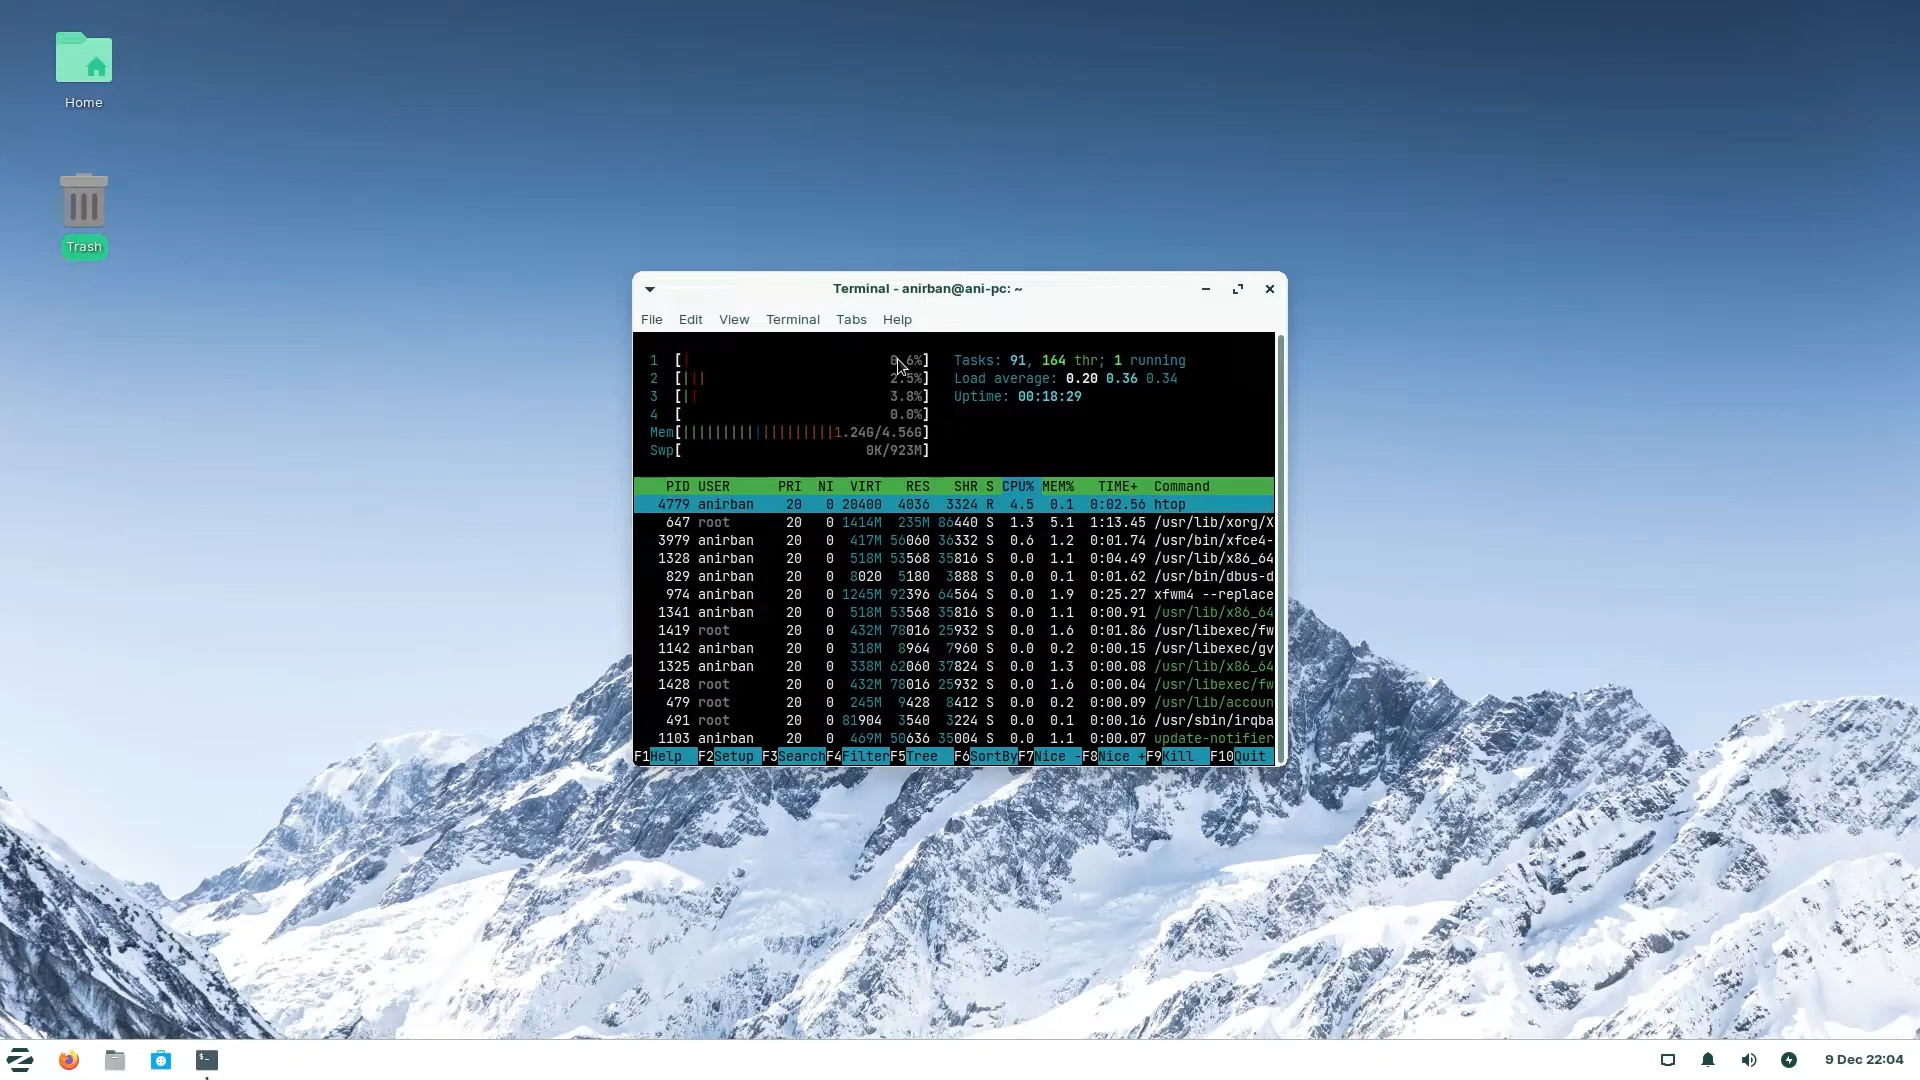 Home
Trash
Terminal - anirban@ani-pc: ~
File Edit View Terminal Tabs Help
1 [| 0.6%] Tasks: 91, 164 thr; 1 running
2 [||| 2.5%] Load average: 0.20 0.36 0.34
3 [|| 3.8%] Uptime: 00:18:29
4 [ 0.0%]
Mem[|||||||||||||||||||1.24G/4.56G]
Swp[ 0K/923M]
PID USER PRI NI VIRT RES SHR S CPU% MEM% TIME+ Command
4779 anirban 20 0 20400 4036 3324 R 4.5 0.1 0:02.56 htop
647 root 20 0 1414M 235M 86440 S 1.3 5.1 1:13.45 /usr/lib/xorg/X
3979 anirban 20 0 417M 56060 36332 S 0.6 1.2 0:01.74 /usr/bin/xfce4-
1328 anirban 20 0 518M 53568 35816 S 0.0 1.1 0:04.49 /usr/lib/x86_64
829 anirban 20 0 8020 5180 3888 S 0.0 0.1 0:01.62 /usr/bin/dbus-d
974 anirban 20 0 1245M 92396 64564 S 0.0 1.9 0:25.27 xfwm4 --replace
1341 anirban 20 0 518M 53568 35816 S 0.0 1.1 0:00.91 /usr/lib/x86_64
1419 root 20 0 432M 78016 25932 S 0.0 1.6 0:01.86 /usr/libexec/fw
1142 anirban 20 0 318M 8964 7960 S 0.0 0.2 0:00.15 /usr/libexec/gv
1325 anirban 20 0 338M 62060 37824 S 0.0 1.3 0:00.08 /usr/lib/x86_64
1428 root 20 0 432M 78016 25932 S 0.0 1.6 0:00.04 /usr/libexec/fw
479 root 20 0 245M 9428 8412 S 0.0 0.2 0:00.09 /usr/lib/accoun
491 root 20 0 81904 3540 3224 S 0.0 0.1 0:00.16 /usr/sbin/irqba
1103 anirban 20 0 469M 50636 35004 S 0.0 1.1 0:00.07 update-notifier
F1Help F2Setup F3SearchF4FilterF5Tree F6SortByF7Nice -F8Nice +F9Kill F10Quit
9 Dec 22:04